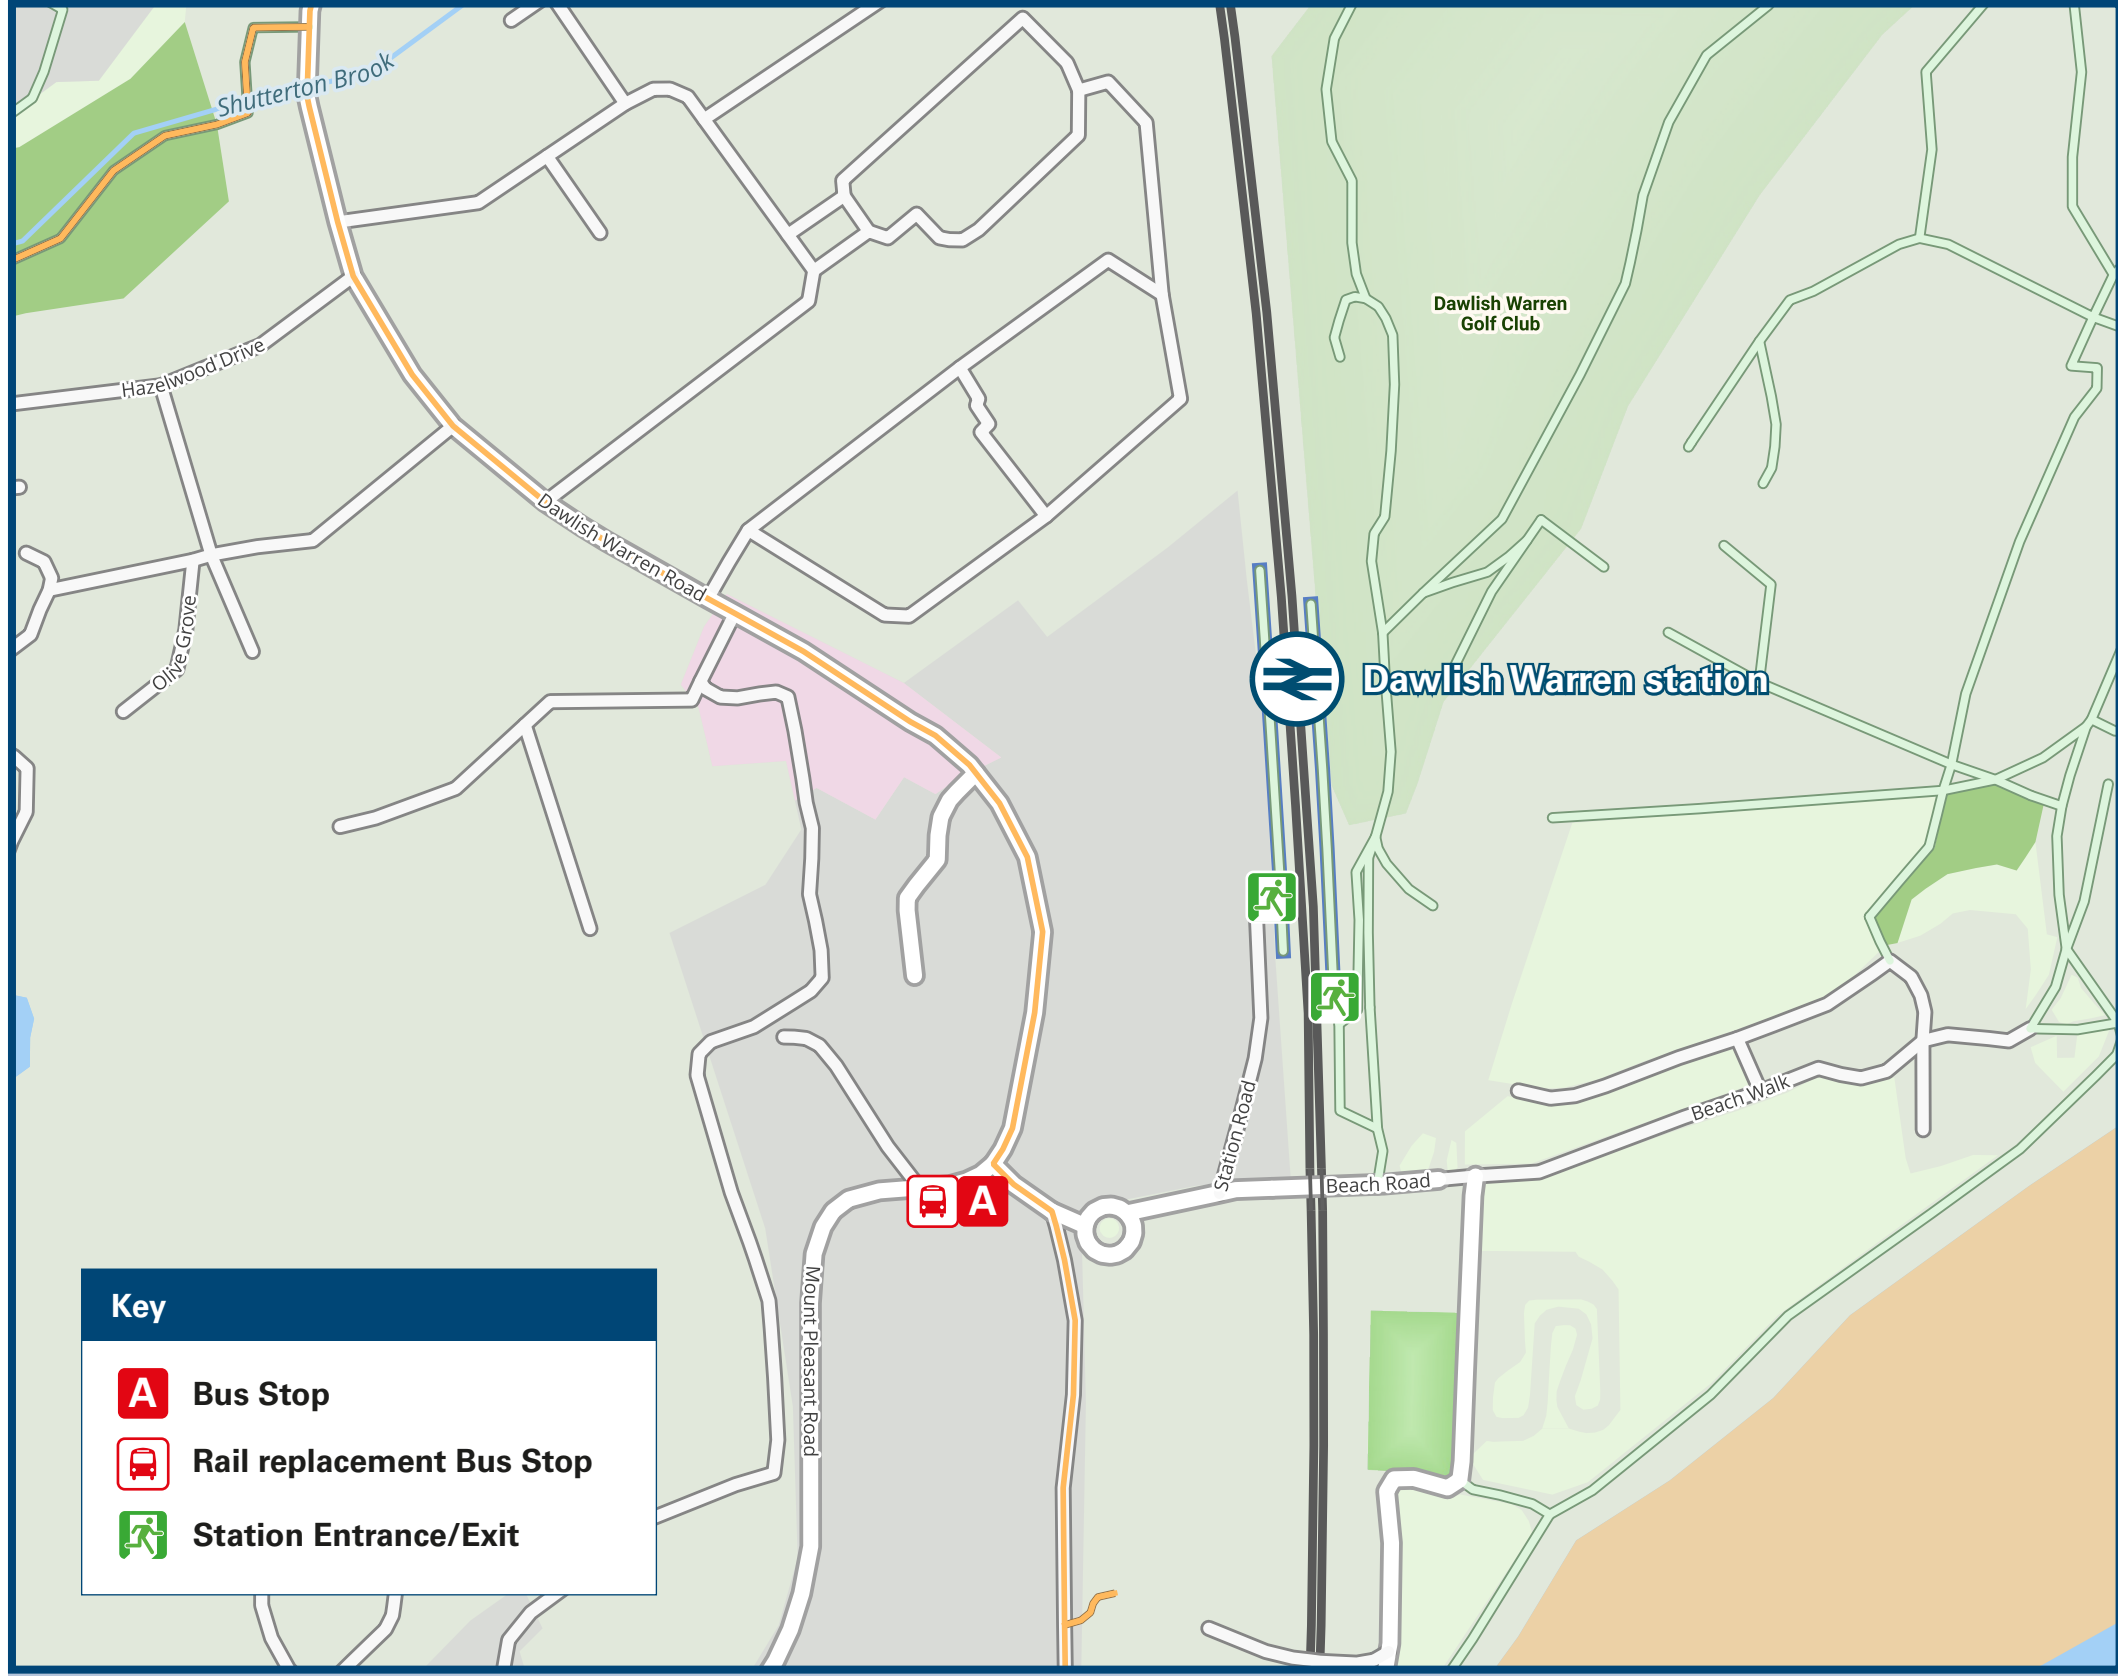 Shutterton Brook
Dawlish Warren
Golf Club
Hazelwood Drive
Dawlish Warren Road
Olive Grove
Dawlish Warren station
Station Road
Beach Walk
Beach Road
A
Mount Pleasant Road
Key
A Bus Stop
Rail replacement Bus Stop
Station Entrance/Exit